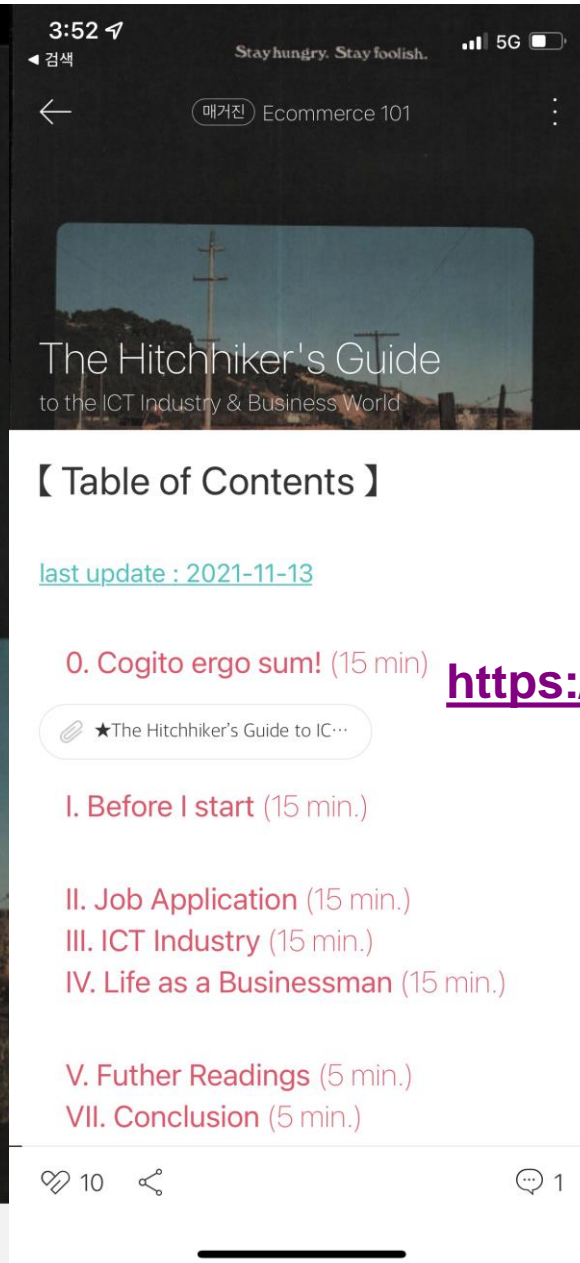 3:52
◀ 검색
Stay hungry. Stay foolish.
5G
매거진 Ecommerce 101
The Hitchhiker's Guide
to the ICT Industry & Business World
【 Table of Contents 】
last update : 2021-11-13
0. Cogito ergo sum! (15 min)
https:/
★The Hitchhiker's Guide to IC···
I. Before I start (15 min.)
II. Job Application (15 min.)
III. ICT Industry (15 min.)
IV. Life as a Businessman (15 min.)
V. Futher Readings (5 min.)
VII. Conclusion (5 min.)
10
1